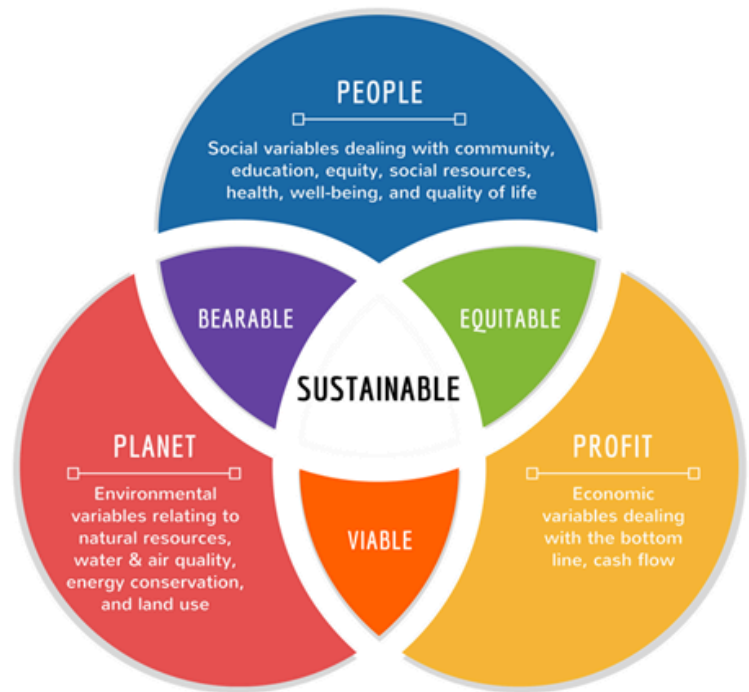 PEOPLE
Social variables dealing with community,
education, equity, social resources,
health, well-being, and quality of life
BEARABLE
EQUITABLE
SUSTAINABLE
PLANET
Environmental
variables relating to
natural resources,
water & air quality,
energy conservation,
and land use
PROFIT
Economic
variables dealing
with the bottom
line, cash flow
VIABLE